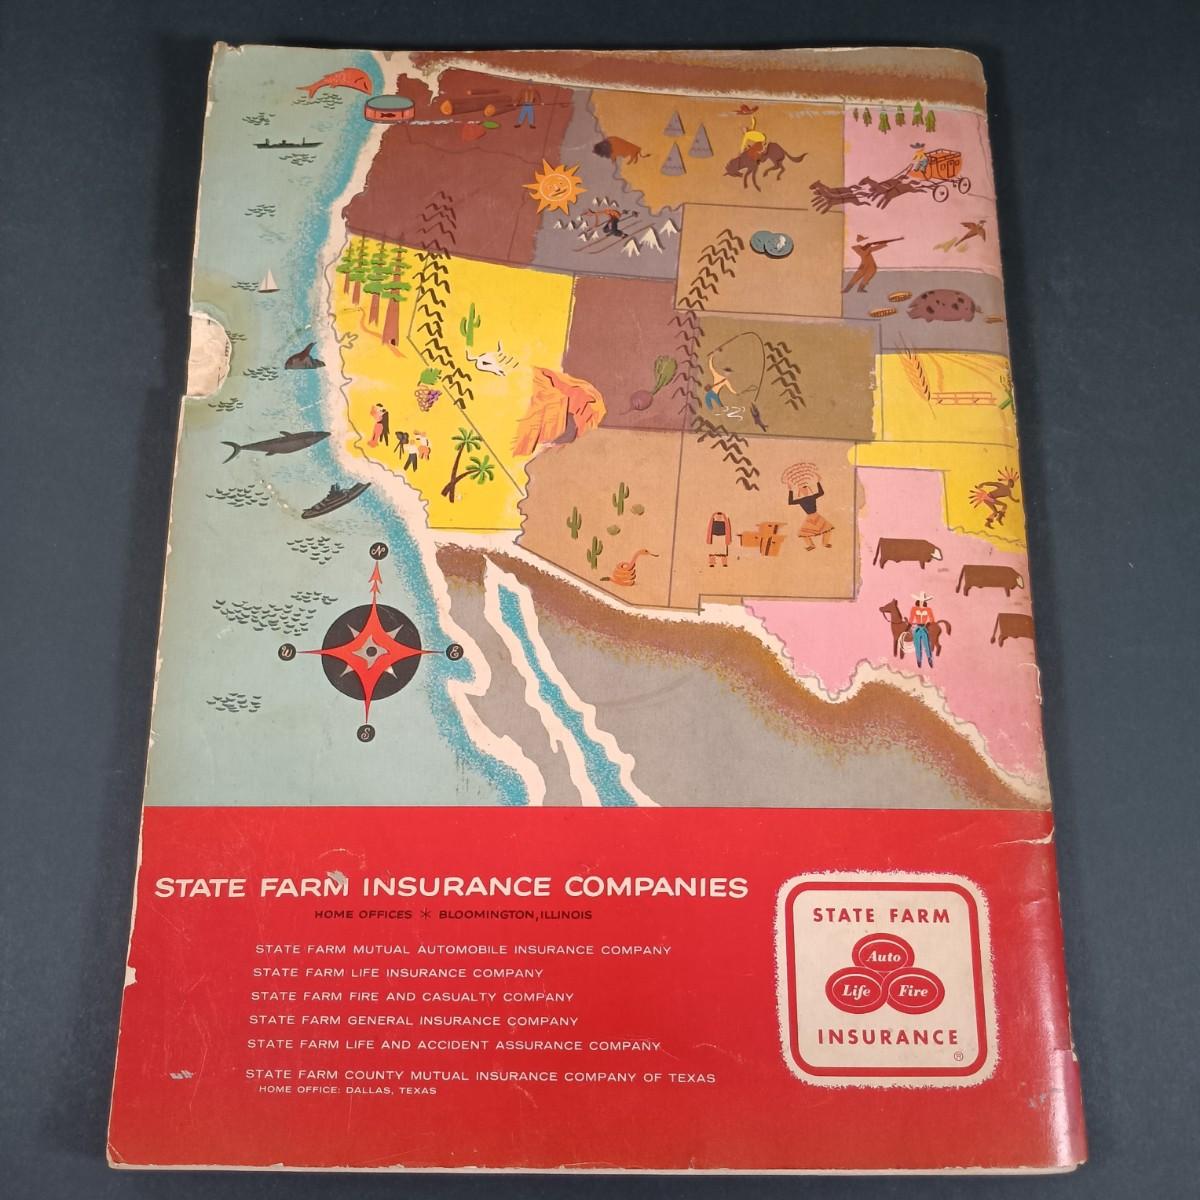 N
W
E
S
STATE FARM INSURANCE COMPANIES
HOME OFFICES * BLOOMINGTON, ILLINOIS
STATE FARM MUTUAL AUTOMOBILE INSURANCE COMPANY
STATE FARM LIFE INSURANCE COMPANY
STATE FARM FIRE AND CASUALTY COMPANY
STATE FARM GENERAL INSURANCE COMPANY
STATE FARM LIFE AND ACCIDENT ASSURANCE COMPANY
STATE FARM COUNTY MUTUAL INSURANCE COMPANY OF TEXAS
HOME OFFICE: DALLAS, TEXAS
STATE FARM
Auto
Life Fire
INSURANCE
®